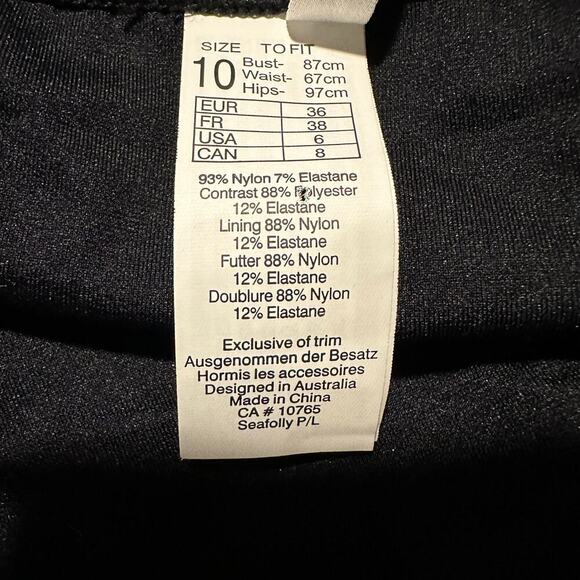 SIZE TO FIT
10 Bust- 87cm
Waist- 67cm
Hips- 97cm
EUR 36
FR 38
USA 6
CAN 8
93% Nylon 7% Elastane
Contrast 88% Polyester
12% Elastane
Lining 88% Nylon
12% Elastane
Futter 88% Nylon
12% Elastane
Doublure 88% Nylon
12% Elastane
Exclusive of trim
Ausgenommen der Besatz
Hormis les accessoires
Designed in Australia
Made in China
CA # 10765
Seafolly P/L